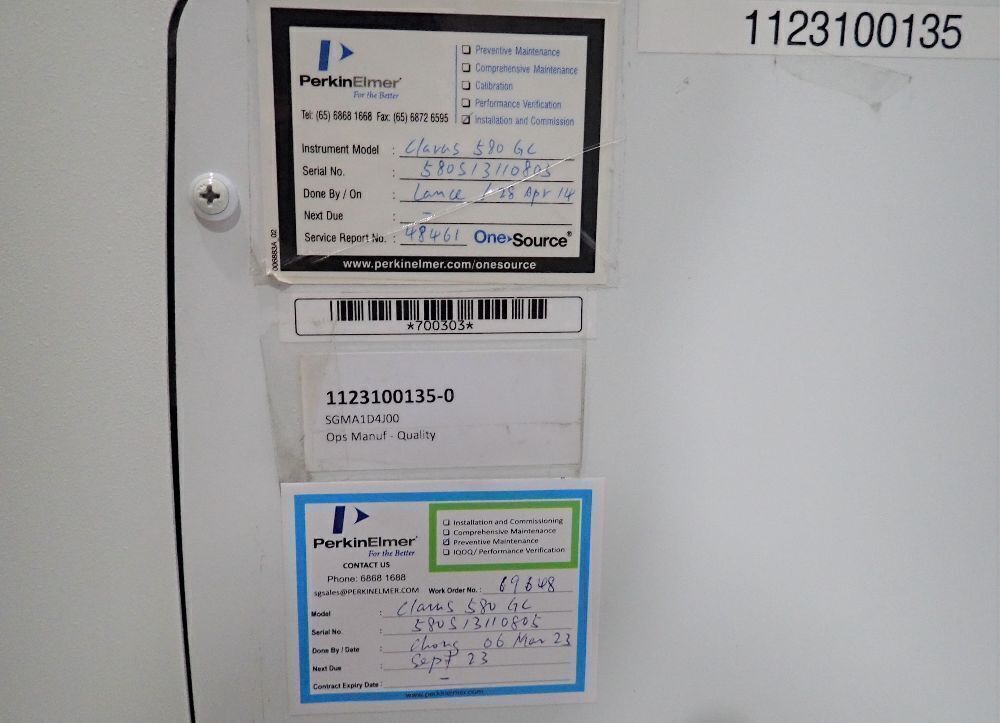 1123100135
PerkinElmer
For the Better
Tel: (65) 6868 1668 Fax: (65) 6872 6595
Preventive Maintenance
Comprehensive Maintenance
Calibration
Performance Verification
Installation and Commission
Instrument Model : Clarus 580 GC
Serial No. : 580S13110805
Done By / On : Lance / 28 Apr 14
Next Due : -
Service Report No. : 48461 OneSource®
www.perkinelmer.com/onesource
006883A_02
*700303*
1123100135-0
SGMA1D4J00
Ops Manuf - Quality
PerkinElmer
For the Better
Installation and Commissioning
Comprehensive Maintenance
Preventive Maintenance
IQOQ/ Performance Verification
CONTACT US
Phone: 6868 1688
sgsales@PERKINELMER.COM Work Order No. : 69648
Model : Clarus 580 GC
Serial No. : 580S13110805
Done By / Date : Chong 06 Mar 23
Next Due : Sept 23
Contract Expiry Date : -
www.perkinelmer.com